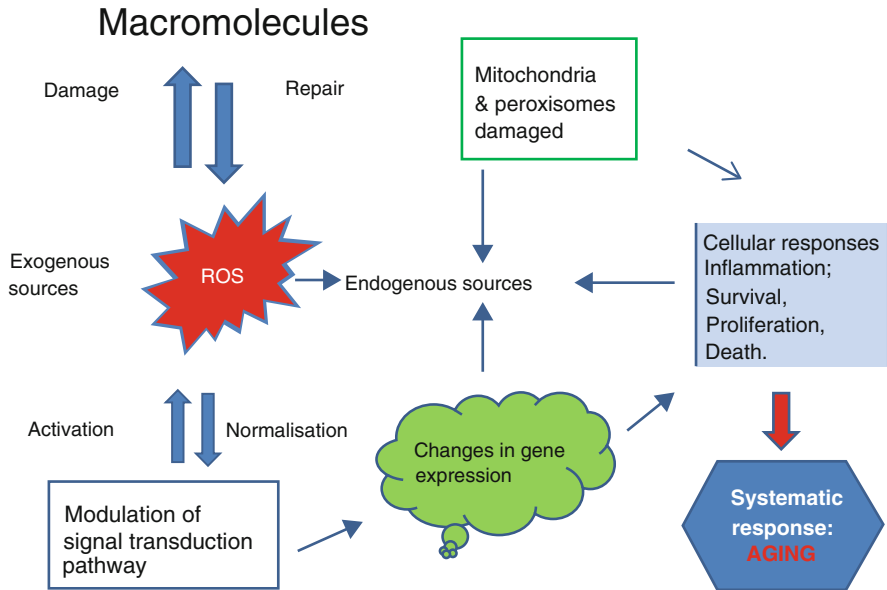 Macromolecules
Damage
Repair
Mitochondria
& peroxisomes
damaged
Exogenous
sources
ROS
Endogenous sources
Cellular responses
Inflammation;
Survival,
Proliferation,
Death.
Activation
Normalisation
Changes in gene
expression
Modulation of
signal transduction
pathway
Systematic
response:
AGING